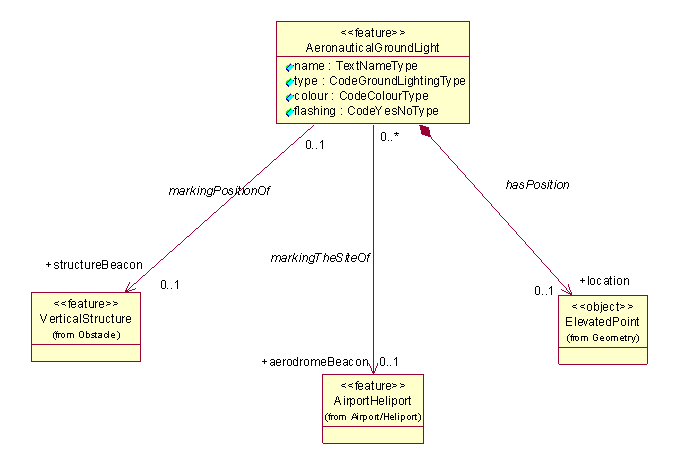 <<feature>>
AeronauticalGroundLight
name : TextNameType
type : CodeGroundLightingType
colour : CodeColourType
flashing : CodeYesNoType
0..1
0..*
markingPositionOf
hasPosition
markingTheSiteOf
+structureBeacon
0..1
+location
0..1
<<feature>>
VerticalStructure
(from Obstacle)
<<object>>
ElevatedPoint
(from Geometry)
+aerodromeBeacon
0..1
<<feature>>
AirportHeliport
(from Airport/Heliport)